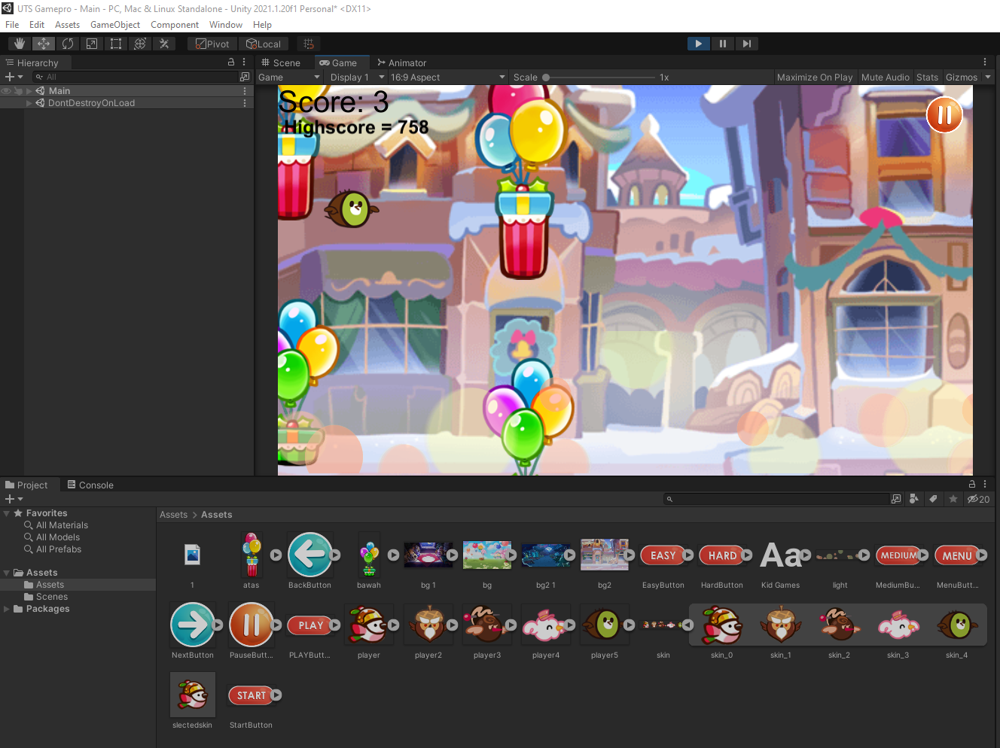 UTS Gamepro - Main - PC, Mac & Linux Standalone - Unity 2021.1.20f1 Personal* <DX11>
File Edit Assets GameObject Component Window Help
Pivot Local
Hierarchy
All
Main
DontDestroyOnLoad
Scene Game Animator
Game Display 1 16:9 Aspect Scale 1x Maximize On Play Mute Audio Stats Gizmos
Score: 3
Highscore = 758
Project Console
20
Favorites
All Materials
All Models
All Prefabs
Assets
Assets
Scenes
Packages
Assets > Assets
EASY HARD Aa MEDIUM MENU
1 atas BackButton bawah bg 1 bg bg2 1 bg2 EasyButton HardButton Kid Games light MediumBu... MenuButt...
PLAY
NextButton PauseButt... PLAYButt... player player2 player3 player4 player5 skin skin_0 skin_1 skin_2 skin_3 skin_4
START
slectedskin StartButton